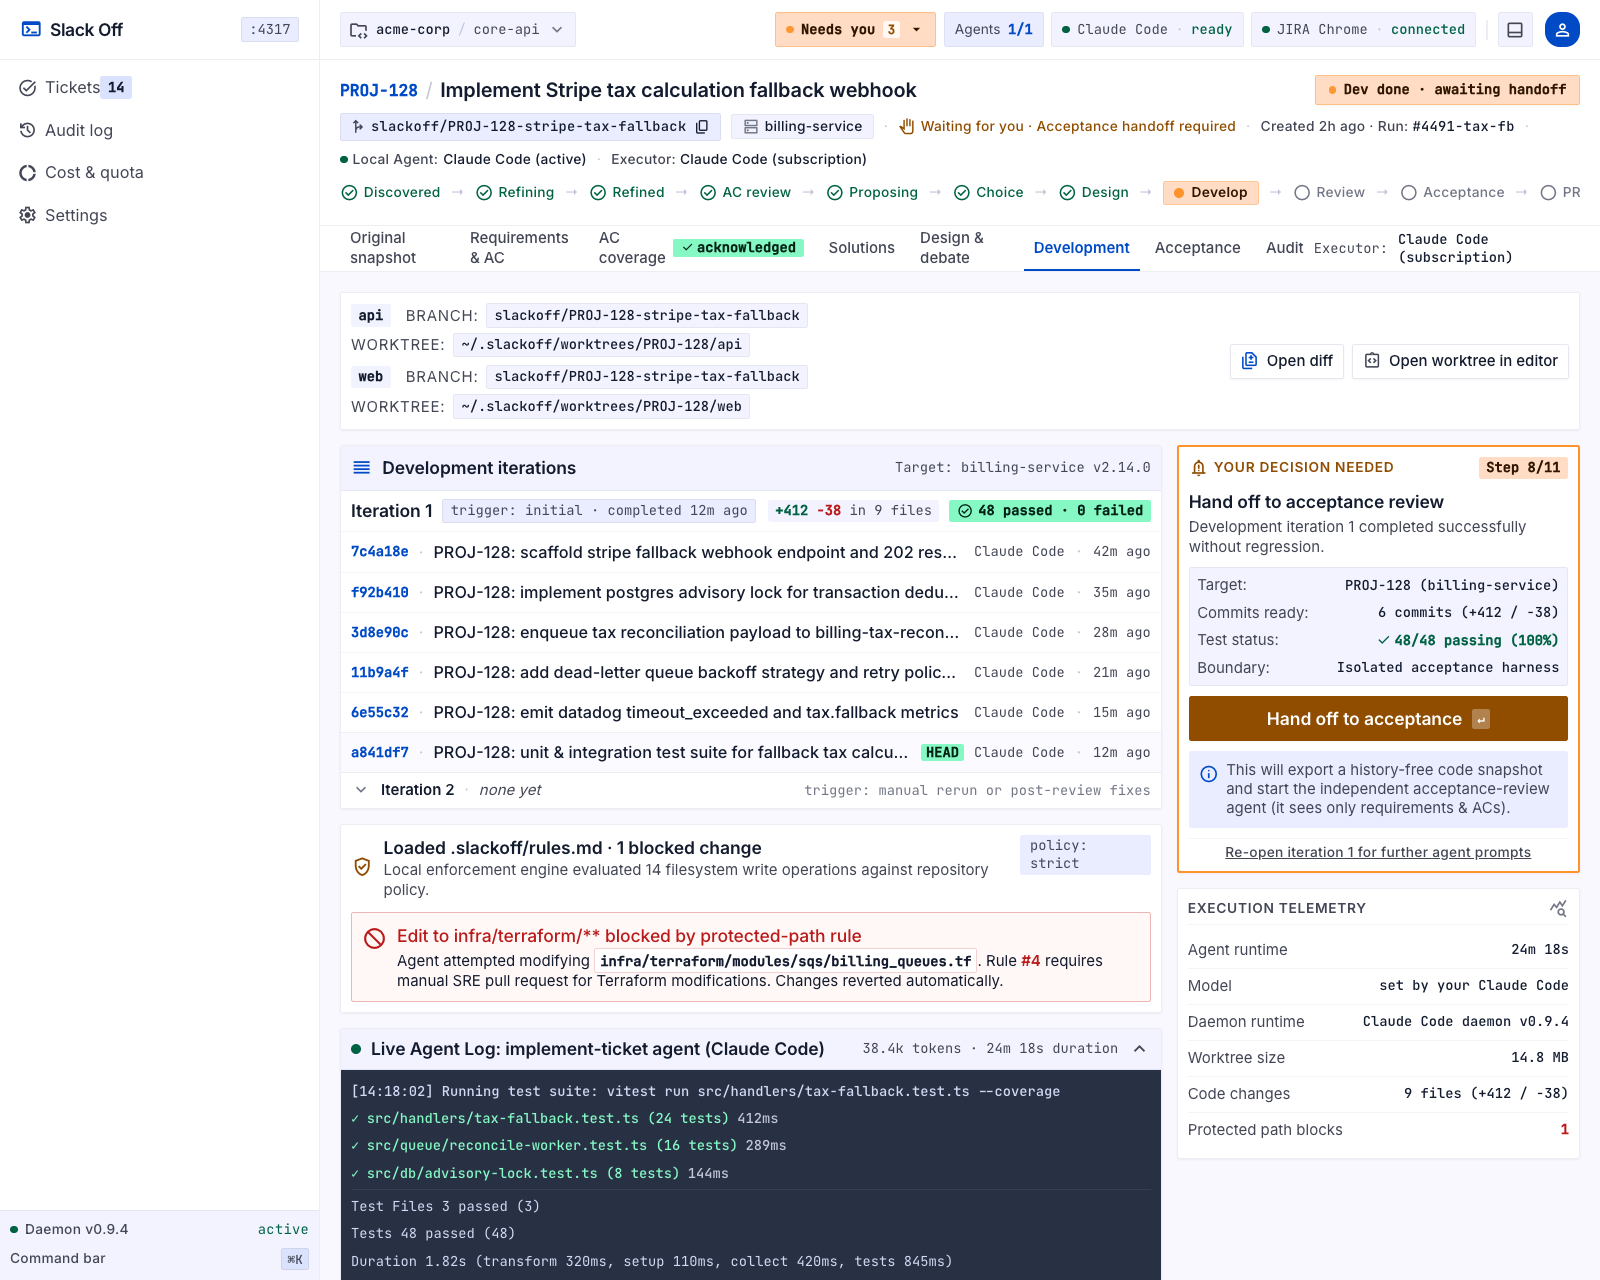 Slack Off
:4317
Tickets 14
Audit log
Cost & quota
Settings
Daemon v0.9.4 active
Command bar ⌘K
acme-corp / core-api
Needs you 3
Agents 1/1
Claude Code · ready
JIRA Chrome · connected
PROJ-128 / Implement Stripe tax calculation fallback webhook
Dev done · awaiting handoff
slackoff/PROJ-128-stripe-tax-fallback
billing-service · Waiting for you · Acceptance handoff required · Created 2h ago · Run: #4491-tax-fb ·
Local Agent: Claude Code (active) · Executor: Claude Code (subscription)
Discovered → Refining → Refined → AC review → Proposing → Choice → Design → Develop → Review → Acceptance → PR
Original snapshot
Requirements & AC
AC coverage
✓ acknowledged
Solutions
Design & debate
Development
Acceptance
Audit
Executor: Claude Code (subscription)
api BRANCH: slackoff/PROJ-128-stripe-tax-fallback
WORKTREE: ~/.slackoff/worktrees/PROJ-128/api
web BRANCH: slackoff/PROJ-128-stripe-tax-fallback
WORKTREE: ~/.slackoff/worktrees/PROJ-128/web
Open diff
Open worktree in editor
Development iterations
Target: billing-service v2.14.0
Iteration 1 trigger: initial · completed 12m ago +412 -38 in 9 files 48 passed · 0 failed
7c4a18e · PROJ-128: scaffold stripe fallback webhook endpoint and 202 res... Claude Code · 42m ago
f92b410 · PROJ-128: implement postgres advisory lock for transaction dedu... Claude Code · 35m ago
3d8e90c · PROJ-128: enqueue tax reconciliation payload to billing-tax-recon... Claude Code · 28m ago
11b9a4f · PROJ-128: add dead-letter queue backoff strategy and retry polic... Claude Code · 21m ago
6e55c32 · PROJ-128: emit datadog timeout_exceeded and tax.fallback metrics Claude Code · 15m ago
a841df7 · PROJ-128: unit & integration test suite for fallback tax calcu... HEAD Claude Code · 12m ago
Iteration 2 · none yet trigger: manual rerun or post-review fixes
Loaded .slackoff/rules.md · 1 blocked change
Local enforcement engine evaluated 14 filesystem write operations against repository
policy.
policy: strict
Edit to infra/terraform/** blocked by protected-path rule
Agent attempted modifying infra/terraform/modules/sqs/billing_queues.tf. Rule #4 requires
manual SRE pull request for Terraform modifications. Changes reverted automatically.
Live Agent Log: implement-ticket agent (Claude Code) 38.4k tokens · 24m 18s duration
[14:18:02] Running test suite: vitest run src/handlers/tax-fallback.test.ts --coverage
✓ src/handlers/tax-fallback.test.ts (24 tests) 412ms
✓ src/queue/reconcile-worker.test.ts (16 tests) 289ms
✓ src/db/advisory-lock.test.ts (8 tests) 144ms
Test Files 3 passed (3)
Tests 48 passed (48)
Duration 1.82s (transform 320ms, setup 110ms, collect 420ms, tests 845ms)
YOUR DECISION NEEDED
Step 8/11
Hand off to acceptance review
Development iteration 1 completed successfully
without regression.
Target: PROJ-128 (billing-service)
Commits ready: 6 commits (+412 / -38)
Test status: ✓ 48/48 passing (100%)
Boundary: Isolated acceptance harness
Hand off to acceptance ↵
This will export a history-free code snapshot
and start the independent acceptance-review
agent (it sees only requirements & ACs).
Re-open iteration 1 for further agent prompts
EXECUTION TELEMETRY
Agent runtime 24m 18s
Model set by your Claude Code
Daemon runtime Claude Code daemon v0.9.4
Worktree size 14.8 MB
Code changes 9 files (+412 / -38)
Protected path blocks 1